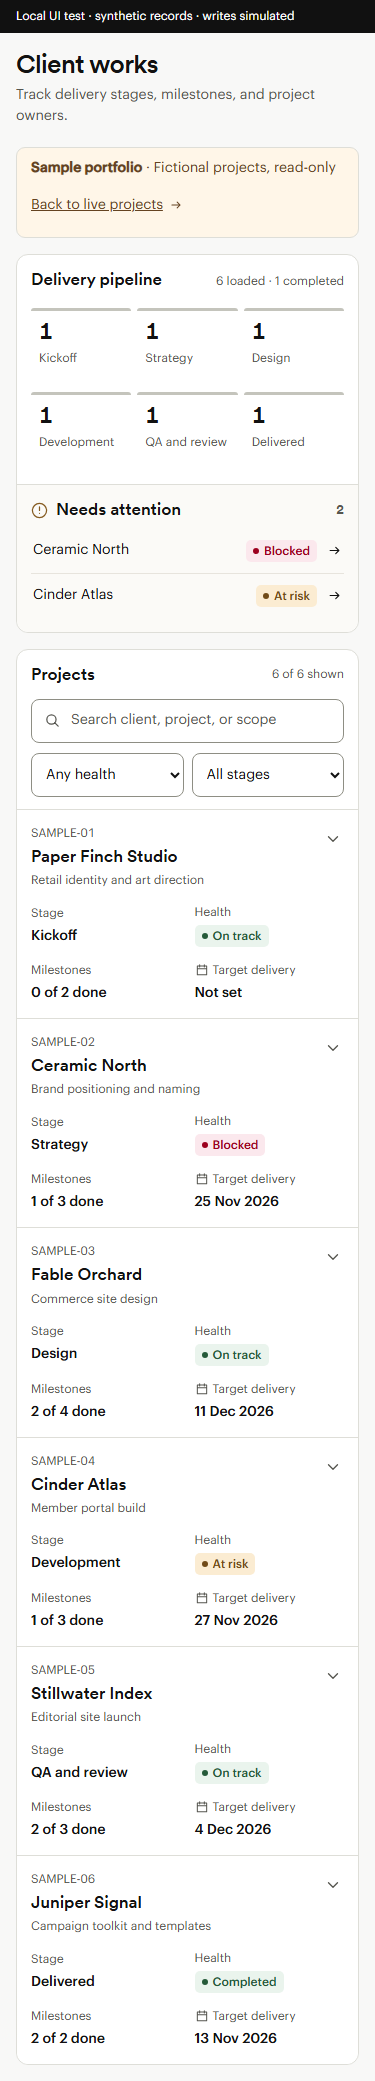 Local UI test · synthetic records · writes simulated
Client works
Track delivery stages, milestones, and project
owners.
Sample portfolio · Fictional projects, read-only
Back to live projects →
Delivery pipeline 6 loaded · 1 completed
1 1 1
Kickoff Strategy Design
1 1 1
Development QA and review Delivered
Needs attention 2
Ceramic North Blocked →
Cinder Atlas At risk →
Projects 6 of 6 shown
Search client, project, or scope
Any health All stages
SAMPLE-01
Paper Finch Studio
Retail identity and art direction
Stage Health
Kickoff On track
Milestones Target delivery
0 of 2 done Not set
SAMPLE-02
Ceramic North
Brand positioning and naming
Stage Health
Strategy Blocked
Milestones Target delivery
1 of 3 done 25 Nov 2026
SAMPLE-03
Fable Orchard
Commerce site design
Stage Health
Design On track
Milestones Target delivery
2 of 4 done 11 Dec 2026
SAMPLE-04
Cinder Atlas
Member portal build
Stage Health
Development At risk
Milestones Target delivery
1 of 3 done 27 Nov 2026
SAMPLE-05
Stillwater Index
Editorial site launch
Stage Health
QA and review On track
Milestones Target delivery
2 of 3 done 4 Dec 2026
SAMPLE-06
Juniper Signal
Campaign toolkit and templates
Stage Health
Delivered Completed
Milestones Target delivery
2 of 2 done 13 Nov 2026